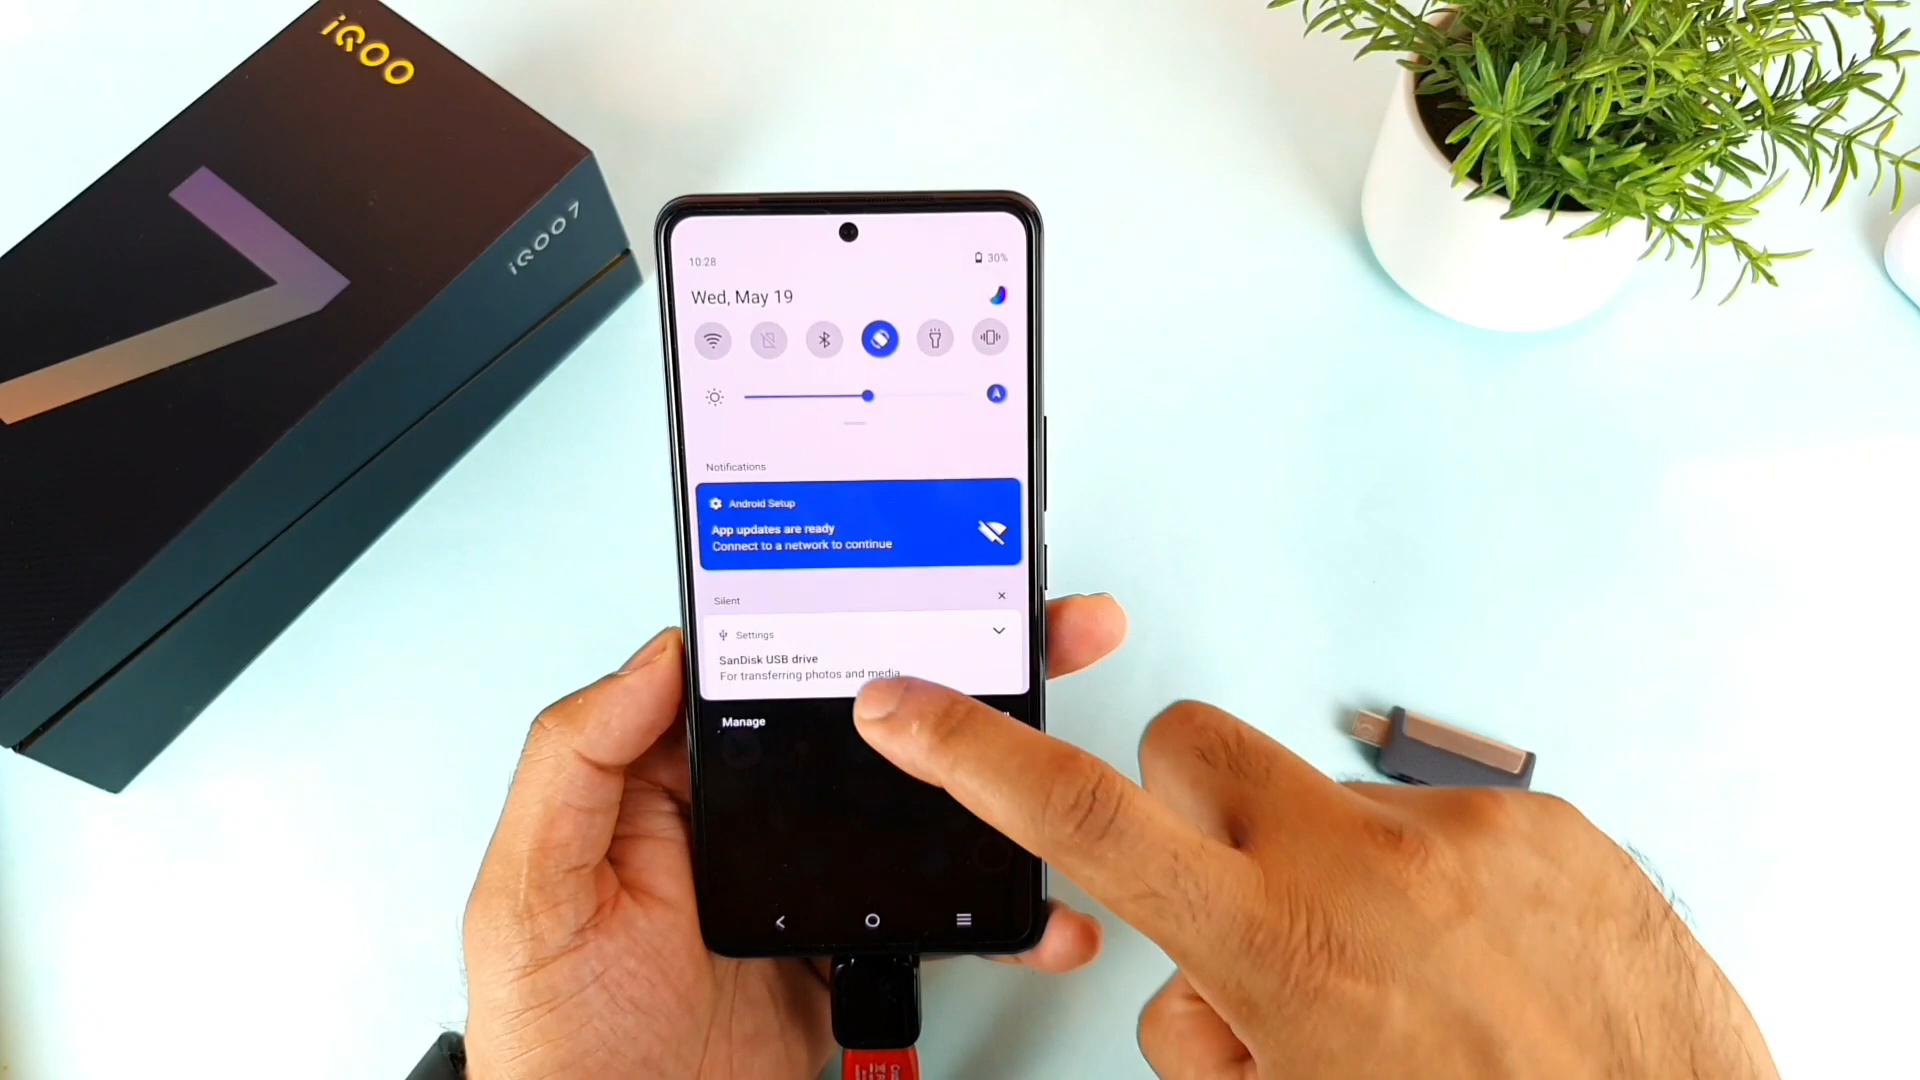 iQOO
7
iQOO 7
10:28
30%
Wed, May 19
A
Notifications
Android Setup
App updates are ready
Connect to a network to continue
Silent
Settings
SanDisk USB drive
For transferring photos and media
Manage